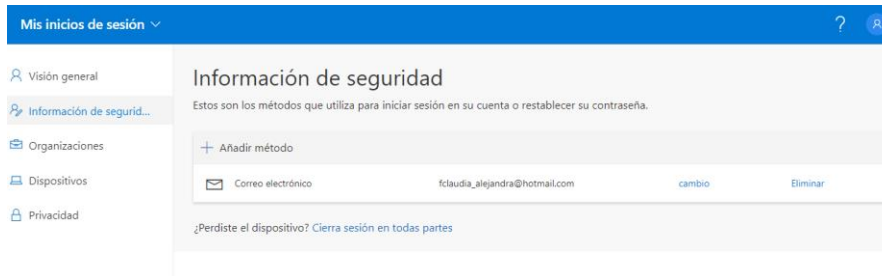 Mis inicios de sesión
?
Visión general
Información de segurid...
Organizaciones
Dispositivos
Privacidad
Información de seguridad
Estos son los métodos que utiliza para iniciar sesión en su cuenta o restablecer su contraseña.
+ Añadir método
Correo electrónico fclaudia_alejandra@hotmail.com cambio Eliminar
¿Perdiste el dispositivo? Cierra sesión en todas partes